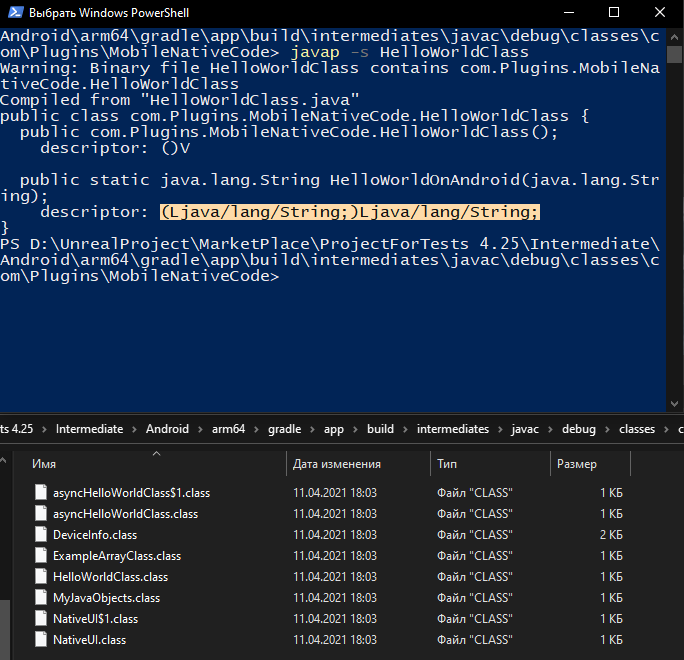 Выбрать Windows PowerShell
Android\arm64\gradle\app\build\intermediates\javac\debug\classes\c
om\Plugins\MobileNativeCode> javap -s HelloWorldClass
Warning: Binary file HelloWorldClass contains com.Plugins.MobileNa
tiveCode.HelloWorldClass
Compiled from "HelloWorldClass.java"
public class com.Plugins.MobileNativeCode.HelloWorldClass {
  public com.Plugins.MobileNativeCode.HelloWorldClass();
    descriptor: ()V
  public static java.lang.String HelloWorldOnAndroid(java.lang.Str
ing);
    descriptor: (Ljava/lang/String;)Ljava/lang/String;
}
PS D:\UnrealProject\MarketPlace\ProjectForTests 4.25\Intermediate\
Android\arm64\gradle\app\build\intermediates\javac\debug\classes\c
om\Plugins\MobileNativeCode>
ts 4.25 > Intermediate > Android > arm64 > gradle > app > build > intermediates > javac > debug > classes > c
Имя Дата изменения Тип Размер
asyncHelloWorldClass$1.class 11.04.2021 18:03 Файл "CLASS" 1 КБ
asyncHelloWorldClass.class 11.04.2021 18:03 Файл "CLASS" 1 КБ
DeviceInfo.class 11.04.2021 18:03 Файл "CLASS" 2 КБ
ExampleArrayClass.class 11.04.2021 18:03 Файл "CLASS" 1 КБ
HelloWorldClass.class 11.04.2021 18:03 Файл "CLASS" 1 КБ
MyJavaObjects.class 11.04.2021 18:03 Файл "CLASS" 1 КБ
NativeUI$1.class 11.04.2021 18:03 Файл "CLASS" 1 КБ
NativeUI.class 11.04.2021 18:03 Файл "CLASS" 1 КБ